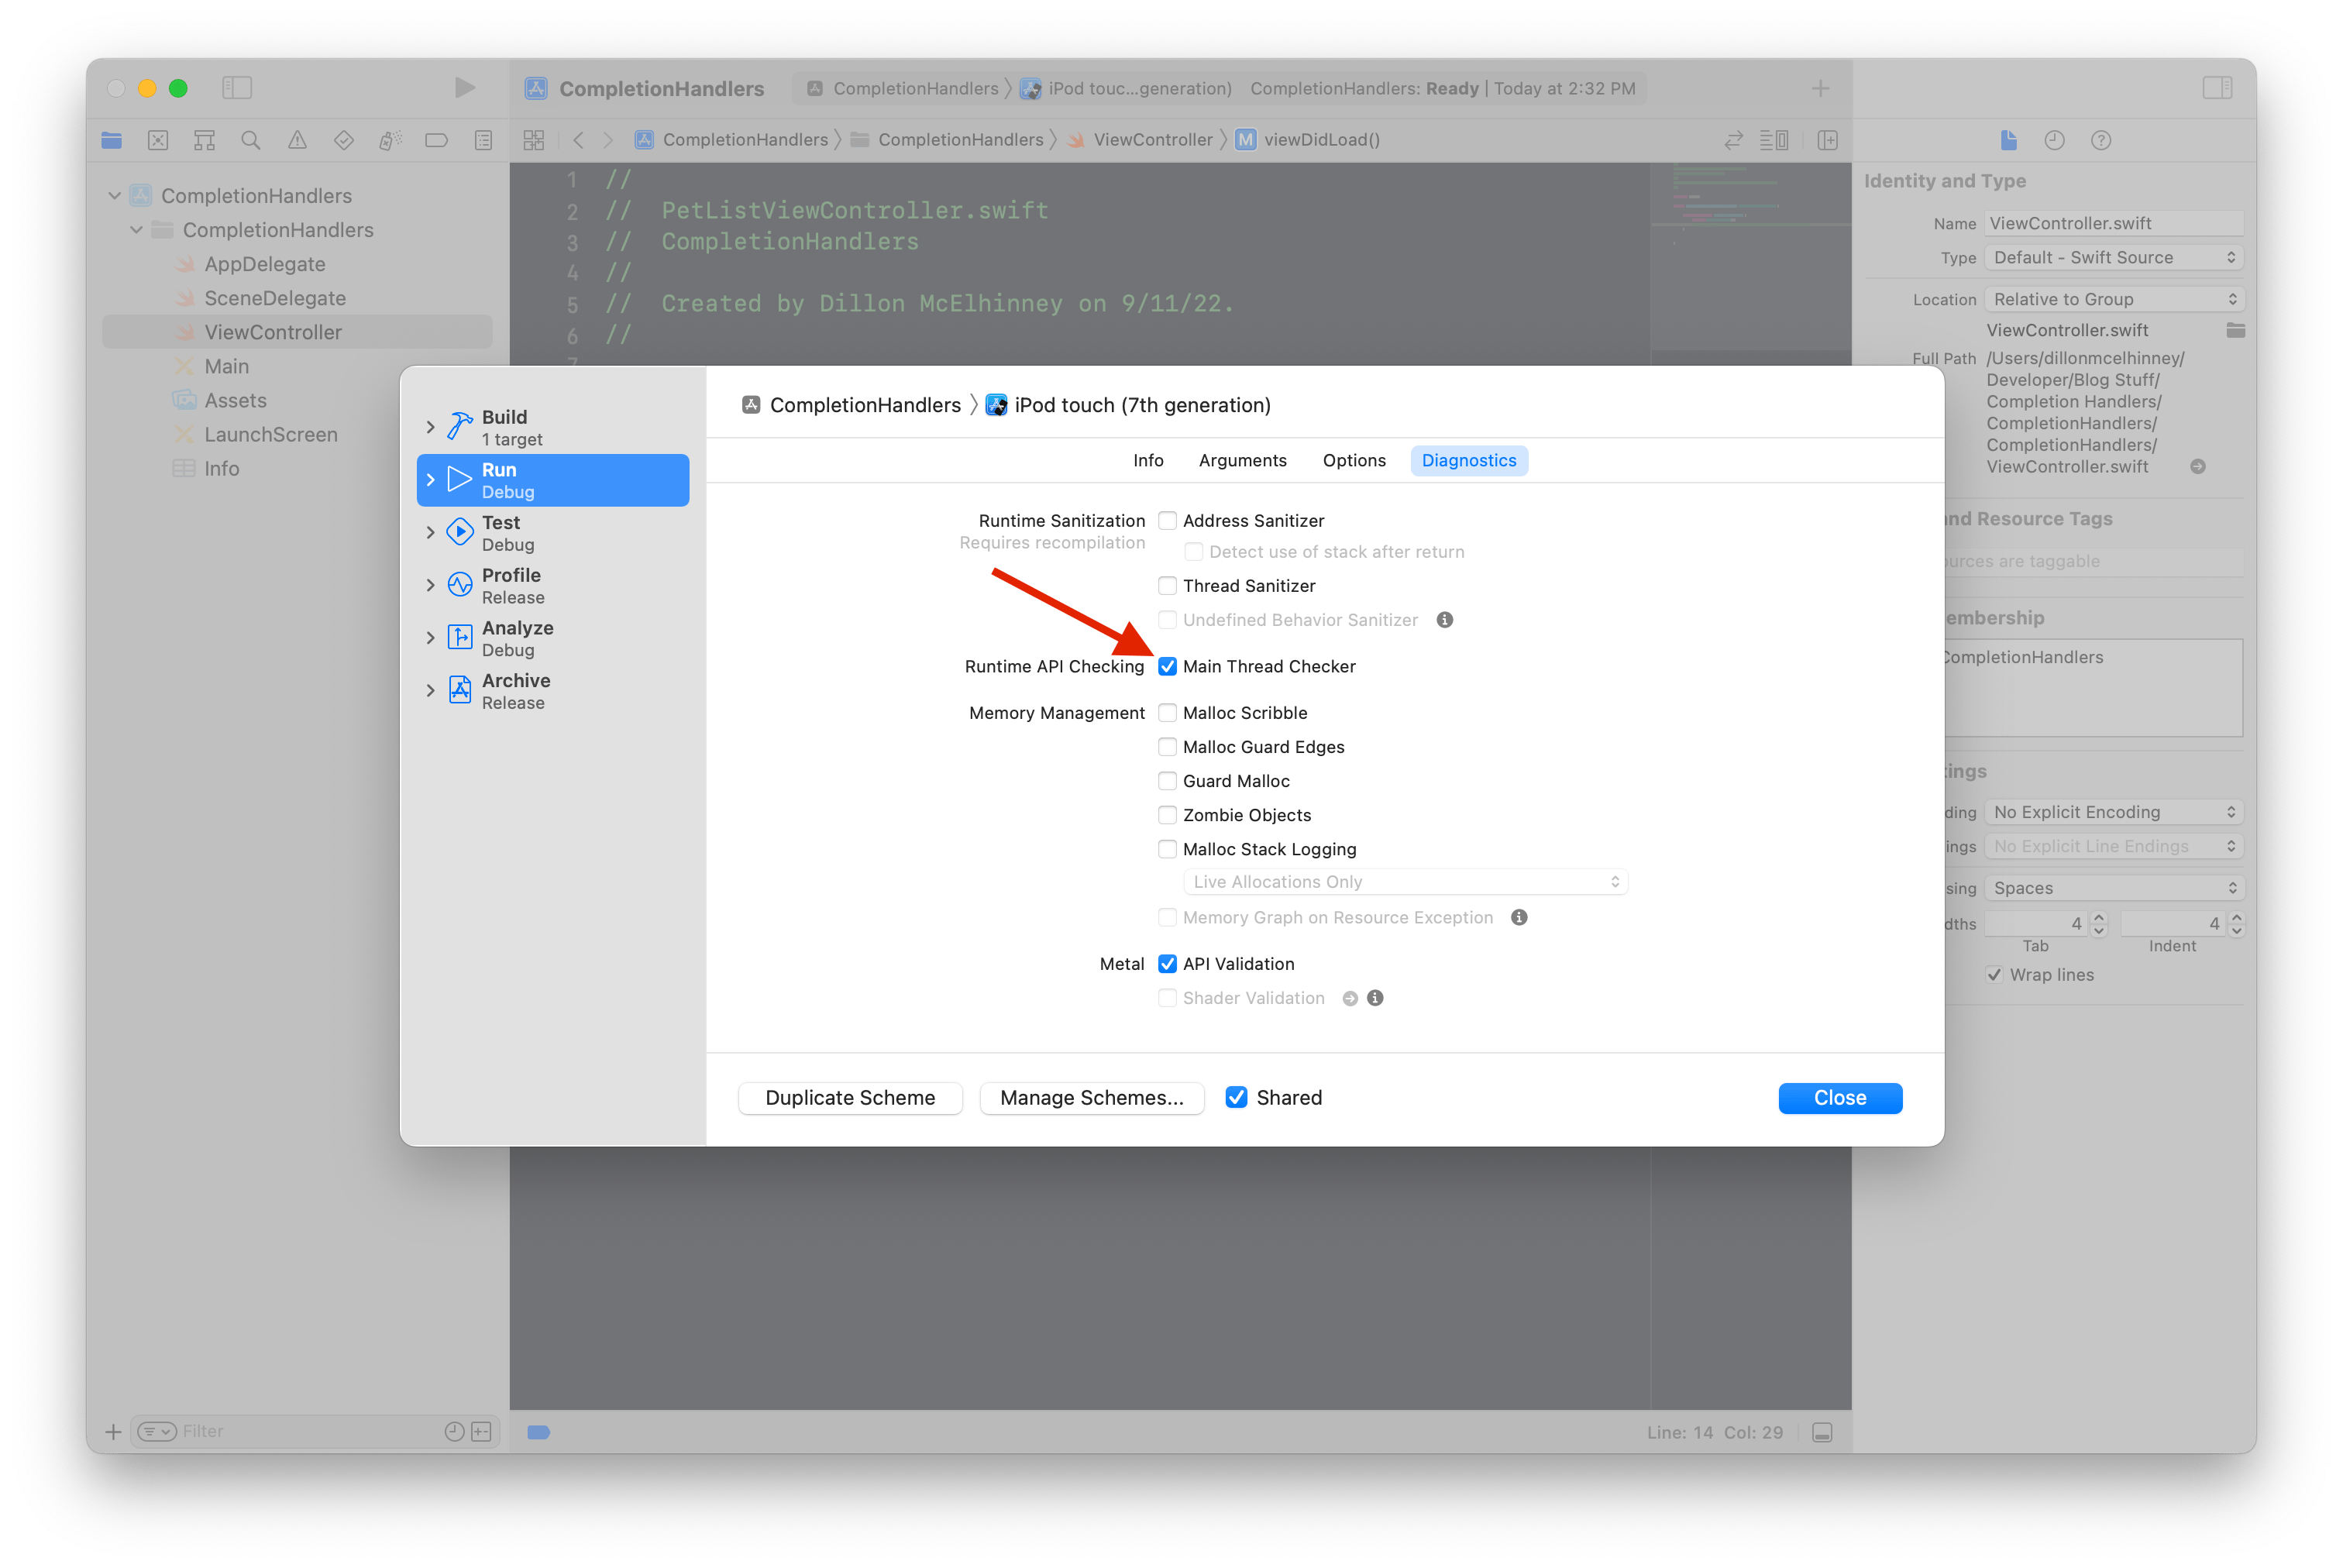 CompletionHandlers
CompletionHandlers
iPod touc...generation)
CompletionHandlers: Ready | Today at 2:32 PM
CompletionHandlers
CompletionHandlers
ViewController
M
viewDidLoad()
CompletionHandlers
CompletionHandlers
AppDelegate
SceneDelegate
ViewController
Main
Assets
LaunchScreen
Info
1 //
2 // PetListViewController.swift
3 // CompletionHandlers
4 //
5 // Created by Dillon McElhinney on 9/11/22.
6 //
7
Identity and Type
Name ViewController.swift
Type Default - Swift Source
Location Relative to Group
ViewController.swift
Full Path /Users/dillonmcelhinney/
Developer/Blog Stuff/
Completion Handlers/
CompletionHandlers/
CompletionHandlers/
ViewController.swift
nd Resource Tags
urces are taggable
embership
CompletionHandlers
tings
ding No Explicit Encoding
ings No Explicit Line Endings
sing Spaces
dths 4 4
Tab Indent
Wrap lines
Build
1 target
Run
Debug
Test
Debug
Profile
Release
Analyze
Debug
Archive
Release
CompletionHandlers
iPod touch (7th generation)
Info Arguments Options Diagnostics
Runtime Sanitization Address Sanitizer
Requires recompilation
Detect use of stack after return
Thread Sanitizer
Undefined Behavior Sanitizer
Runtime API Checking Main Thread Checker
Memory Management Malloc Scribble
Malloc Guard Edges
Guard Malloc
Zombie Objects
Malloc Stack Logging
Live Allocations Only
Memory Graph on Resource Exception
Metal API Validation
Shader Validation
Duplicate Scheme Manage Schemes... Shared Close
Filter
Line: 14 Col: 29